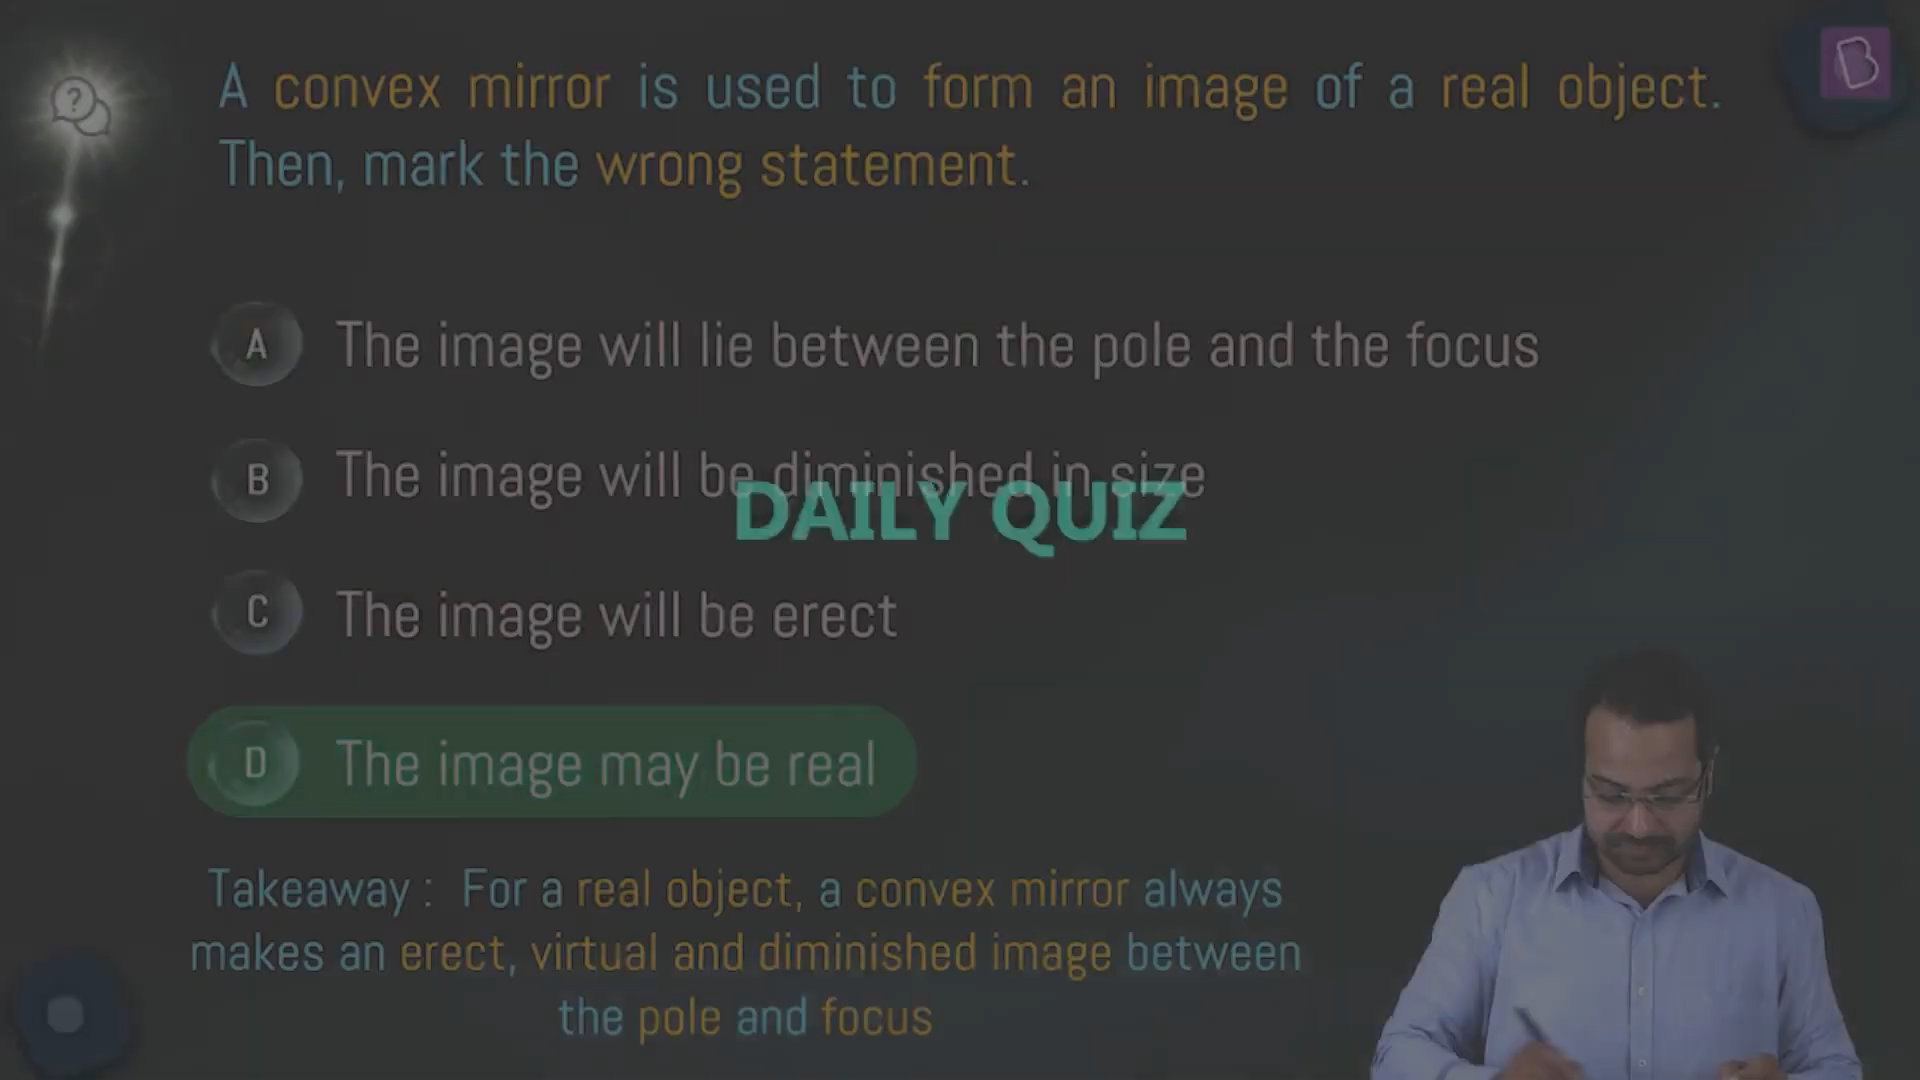 A convex mirror is used to form an image of a real object.
Then, mark the wrong statement.
A The image will lie between the pole and the focus
B The image will be diminished in size
DAILY QUIZ
C The image will be erect
D The image may be real
Takeaway : For a real object, a convex mirror always
makes an erect, virtual and diminished image between
the pole and focus